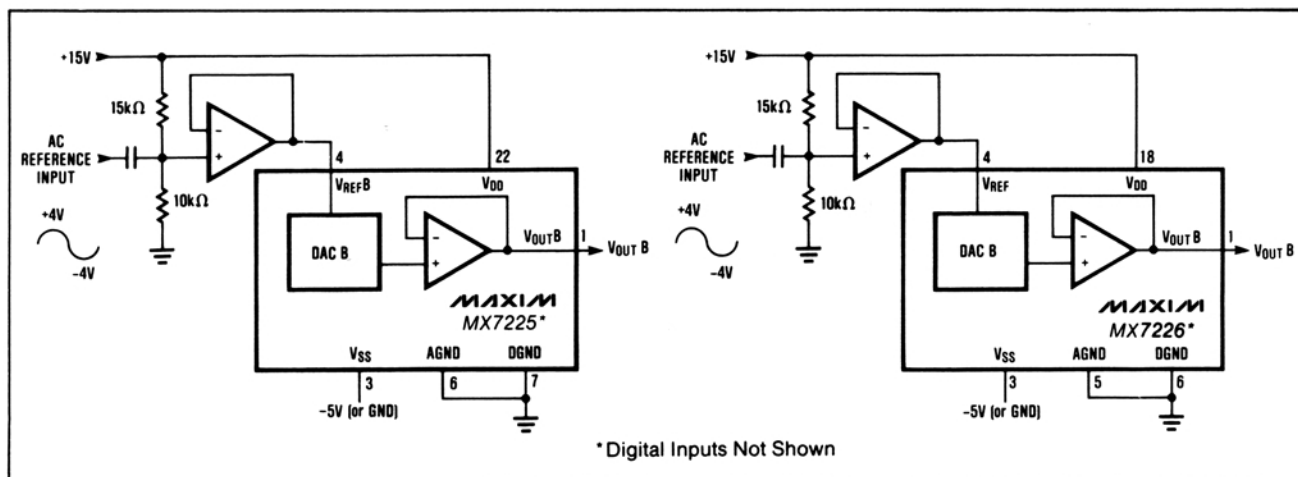 +15V
15kΩ
AC
REFERENCE
INPUT
10kΩ
+4V
−4V
4
22
VREFB
VDD
DAC B
−
+
−
+
VOUTB
1
VOUT B
MAXIM
MX7225*
VSS
AGND
DGND
3
6
7
−5V (or GND)
+15V
15kΩ
AC
REFERENCE
INPUT
10kΩ
+4V
−4V
4
18
VREF
VDD
DAC B
−
+
−
+
VOUTB
1
VOUT B
MAXIM
MX7226*
VSS
AGND
DGND
3
5
6
−5V (or GND)
*Digital Inputs Not Shown